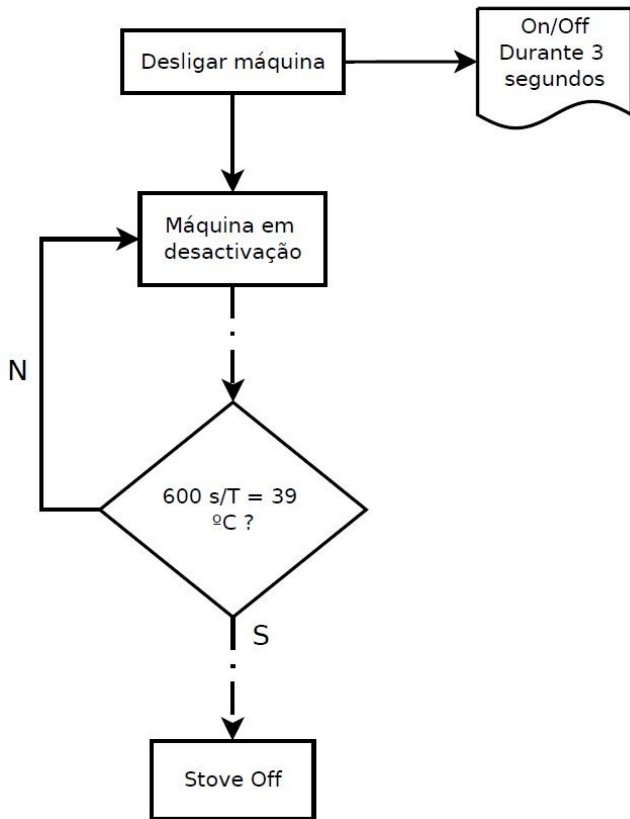 Desligar máquina
On/Off
Durante 3
segundos
Máquina em
desactivação
N
600 s/T = 39
ºC ?
S
Stove Off